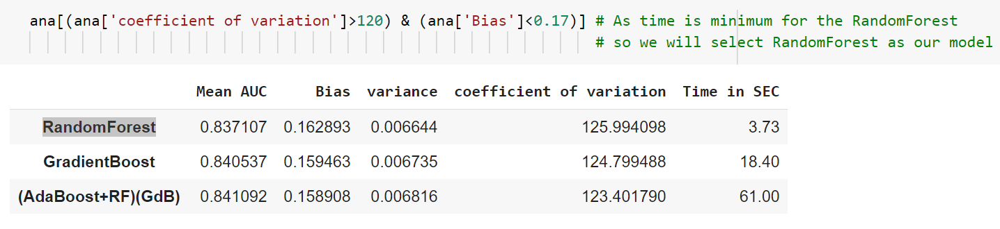 ana[(ana['coefficient of variation']>120) & (ana['Bias']<0.17)] # As time is minimum for the RandomForest
# so we will select RandomForest as our model
Mean AUC Bias variance coefficient of variation Time in SEC
RandomForest 0.837107 0.162893 0.006644 125.994098 3.73
GradientBoost 0.840537 0.159463 0.006735 124.799488 18.40
(AdaBoost+RF)(GdB) 0.841092 0.158908 0.006816 123.401790 61.00